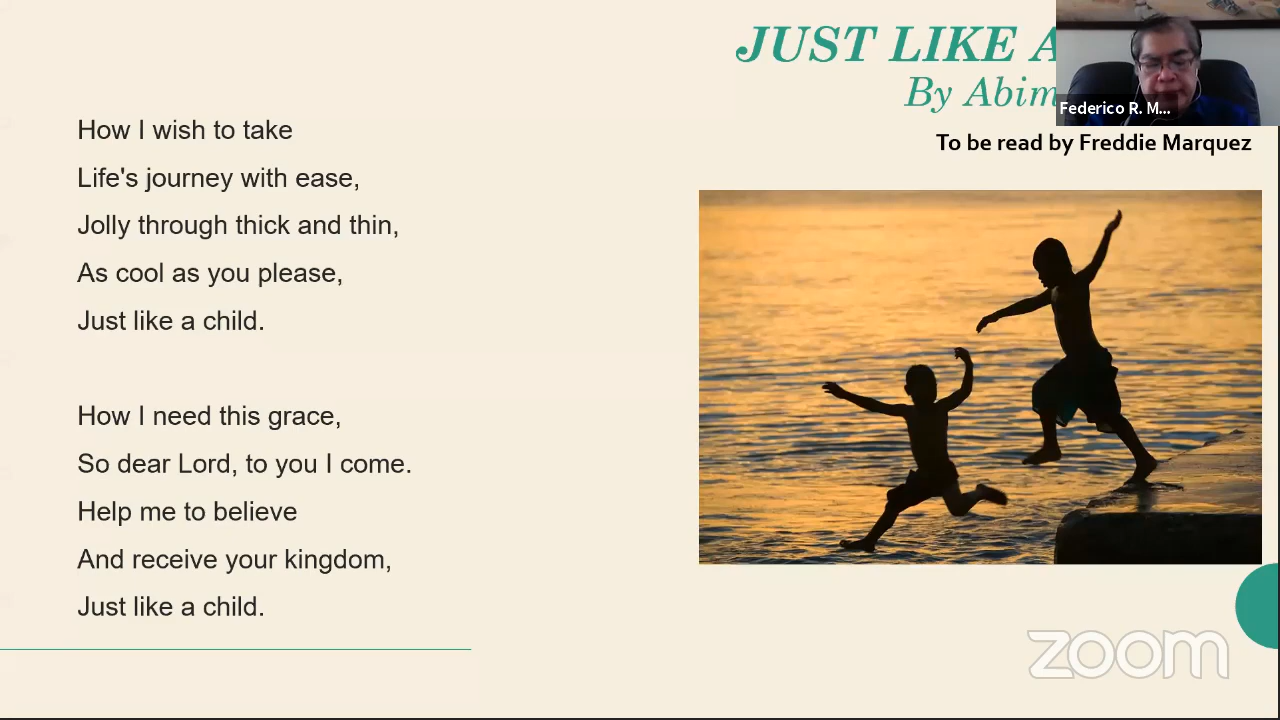 JUST LIKE A
By Abim
Federico R. M...
To be read by Freddie Marquez
How I wish to take
Life's journey with ease,
Jolly through thick and thin,
As cool as you please,
Just like a child.
How I need this grace,
So dear Lord, to you I come.
Help me to believe
And receive your kingdom,
Just like a child.
zoom